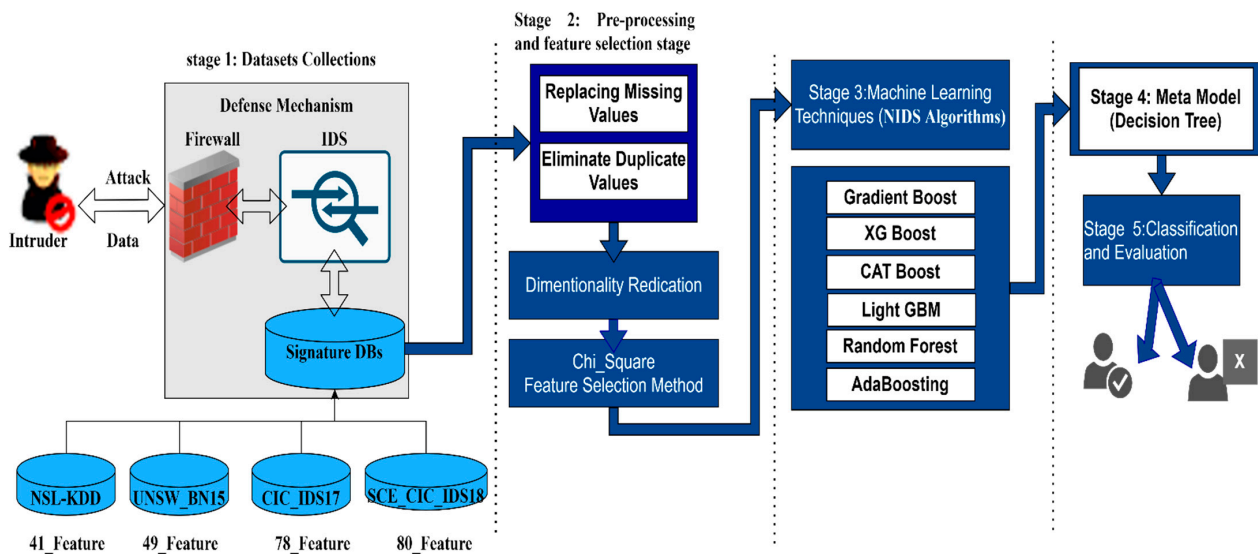 stage 1: Datasets Collections
Defense Mechanism
Firewall
IDS
Attack
Intruder
Data
Signature DBs
NSL-KDD
UNSW_BN15
CIC_IDS17
SCE_CIC_IDS18
41_Feature
49_Feature
78_Feature
80_Feature
Stage 2: Pre-processing
and feature selection stage
Replacing Missing
Values
Eliminate Duplicate
Values
Dimentionality Redication
Chi_Square
Feature Selection Method
Stage 3:Machine Learning
Techniques (NIDS Algorithms)
Gradient Boost
XG Boost
CAT Boost
Light GBM
Random Forest
AdaBoosting
Stage 4: Meta Model
(Decision Tree)
Stage 5:Classification
and Evaluation
X